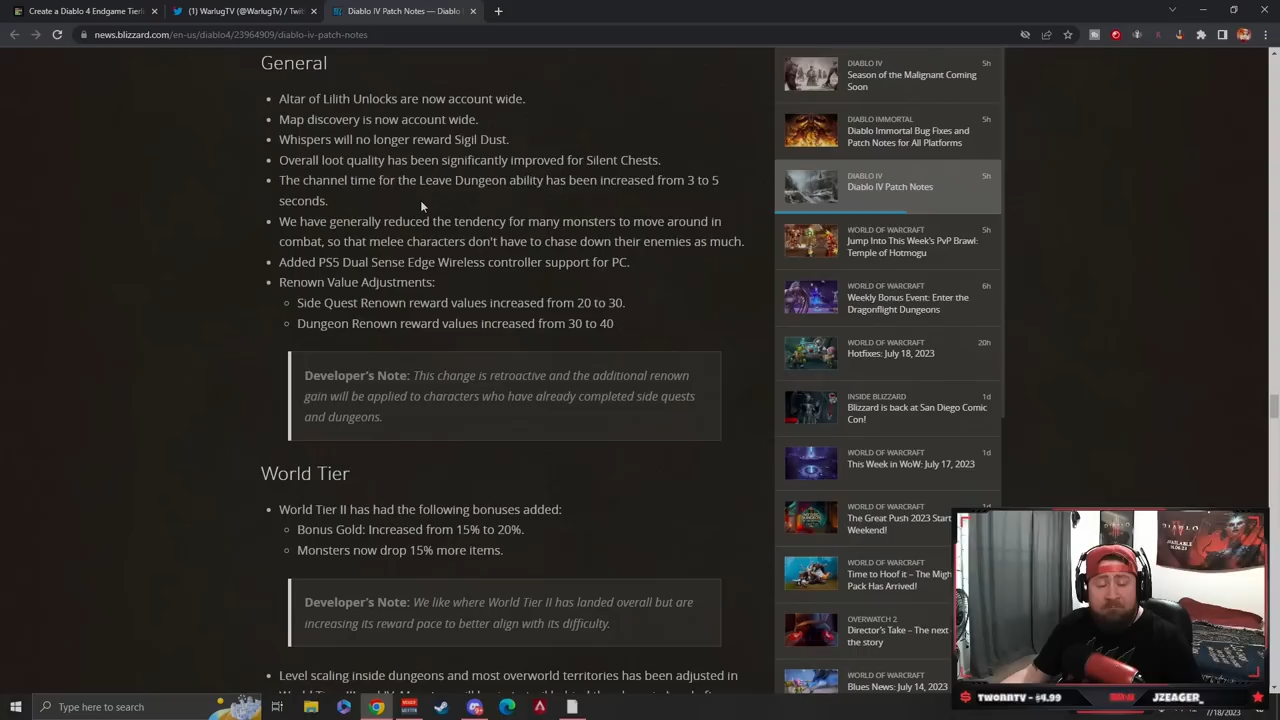 Create a Diablo 4 Endgame Tierlis
WarlugTV (@WarlugTV) / Twitt
Diablo IV Patch Notes — Diablo
news.blizzard.com/en-us/diablo4/23964909/diablo-iv-patch-notes
General
Altar of Lilith Unlocks are now account wide.
Map discovery is now account wide.
Whispers will no longer reward Sigil Dust.
Overall loot quality has been significantly improved for Silent Chests.
The channel time for the Leave Dungeon ability has been increased from 3 to 5
seconds.
We have generally reduced the tendency for many monsters to move around in
combat, so that melee characters don't have to chase down their enemies as much.
Added PS5 Dual Sense Edge Wireless controller support for PC.
Renown Value Adjustments:
Side Quest Renown reward values increased from 20 to 30.
Dungeon Renown reward values increased from 30 to 40
Developer's Note: This change is retroactive and the additional renown
gain will be applied to characters who have already completed side quests
and dungeons.
World Tier
World Tier II has had the following bonuses added:
Bonus Gold: Increased from 15% to 20%.
Monsters now drop 15% more items.
Developer's Note: We like where World Tier II has landed overall but are
increasing its reward pace to better align with its difficulty.
Level scaling inside dungeons and most overworld territories has been adjusted in
DIABLO IV 5h
Season of the Malignant Coming
Soon
DIABLO IMMORTAL 5h
Diablo Immortal Bug Fixes and
Patch Notes for All Platforms
DIABLO IV 5h
Diablo IV Patch Notes
WORLD OF WARCRAFT 5h
Jump Into This Week's PvP Brawl:
Temple of Hotmogu
WORLD OF WARCRAFT 6h
Weekly Bonus Event: Enter the
Dragonflight Dungeons
WORLD OF WARCRAFT 20h
Hotfixes: July 18, 2023
INSIDE BLIZZARD 1d
Blizzard is back at San Diego Comic
Con!
WORLD OF WARCRAFT 1d
This Week in WoW: July 17, 2023
WORLD OF WARCRAFT
The Great Push 2023 Start
Weekend!
WORLD OF WARCRAFT
Time to Hoof it – The Migh
Pack Has Arrived!
OVERWATCH 2
Director's Take – The next
the story
WORLD OF WARCRAFT
Blues News: July 14, 2023
DIABLO
AVAILABLE
TWONNTV - $4.99
JZEAGER_
Type here to search
7/18/2023